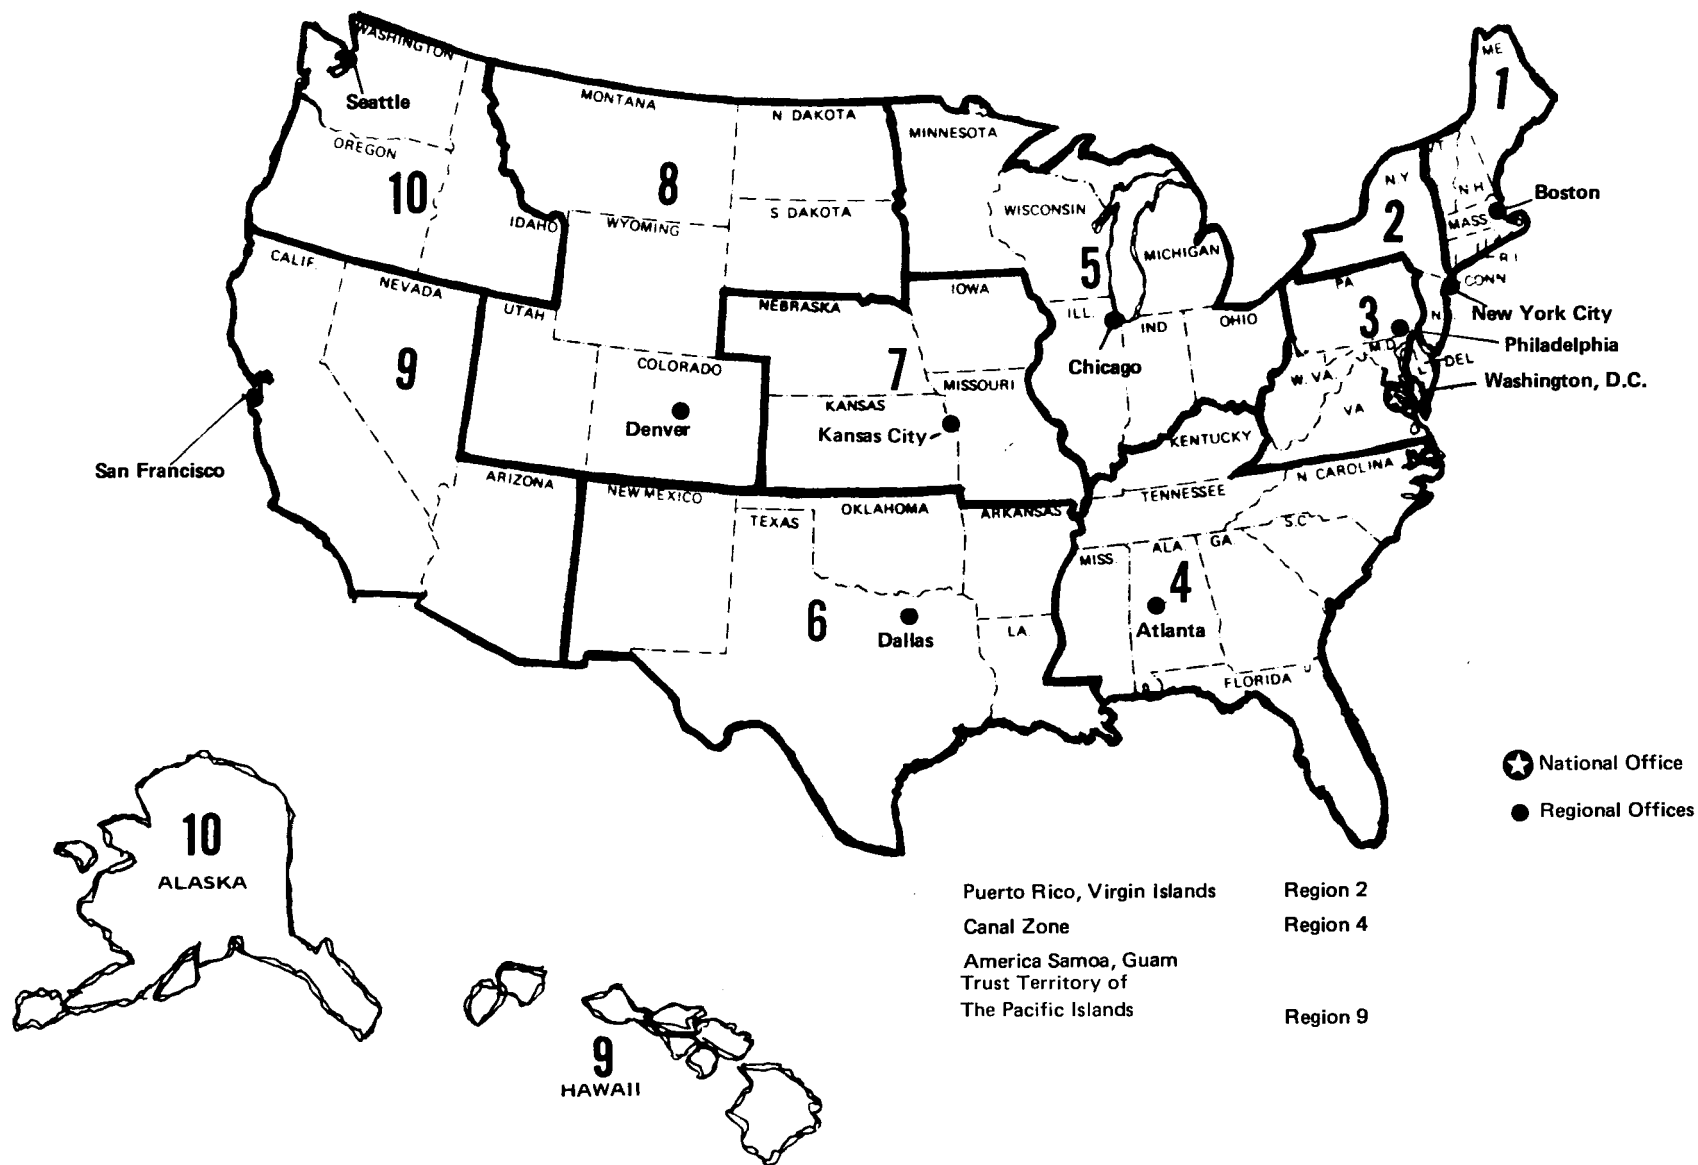 WASHINGTON
Seattle
OREGON
10
IDAHO
MONTANA
8
WYOMING
N DAKOTA
S DAKOTA
MINNESOTA
WISCONSIN
5
MICHIGAN
ILL.
IND
OHIO
Chicago
ME
1
N H
MASS
R I
CONN
Boston
N Y
2
New York City
PA
3
Philadelphia
M D
DEL
Washington, D.C.
W. VA.
VA
CALIF.
NEVADA
9
San Francisco
UTAH
COLORADO
Denver
ARIZONA
NEBRASKA
IOWA
7
KANSAS
MISSOURI
Kansas City
NEW MEXICO
TEXAS
OKLAHOMA
ARKANSAS
6
Dallas
LA.
KENTUCKY
TENNESSEE
N CAROLINA
S.C.
MISS.
ALA.
GA.
4
Atlanta
FLORIDA
National Office
Regional Offices
10
ALASKA
9
HAWAII
Puerto Rico, Virgin Islands Region 2
Canal Zone Region 4
America Samoa, Guam
Trust Territory of
The Pacific Islands
Region 9